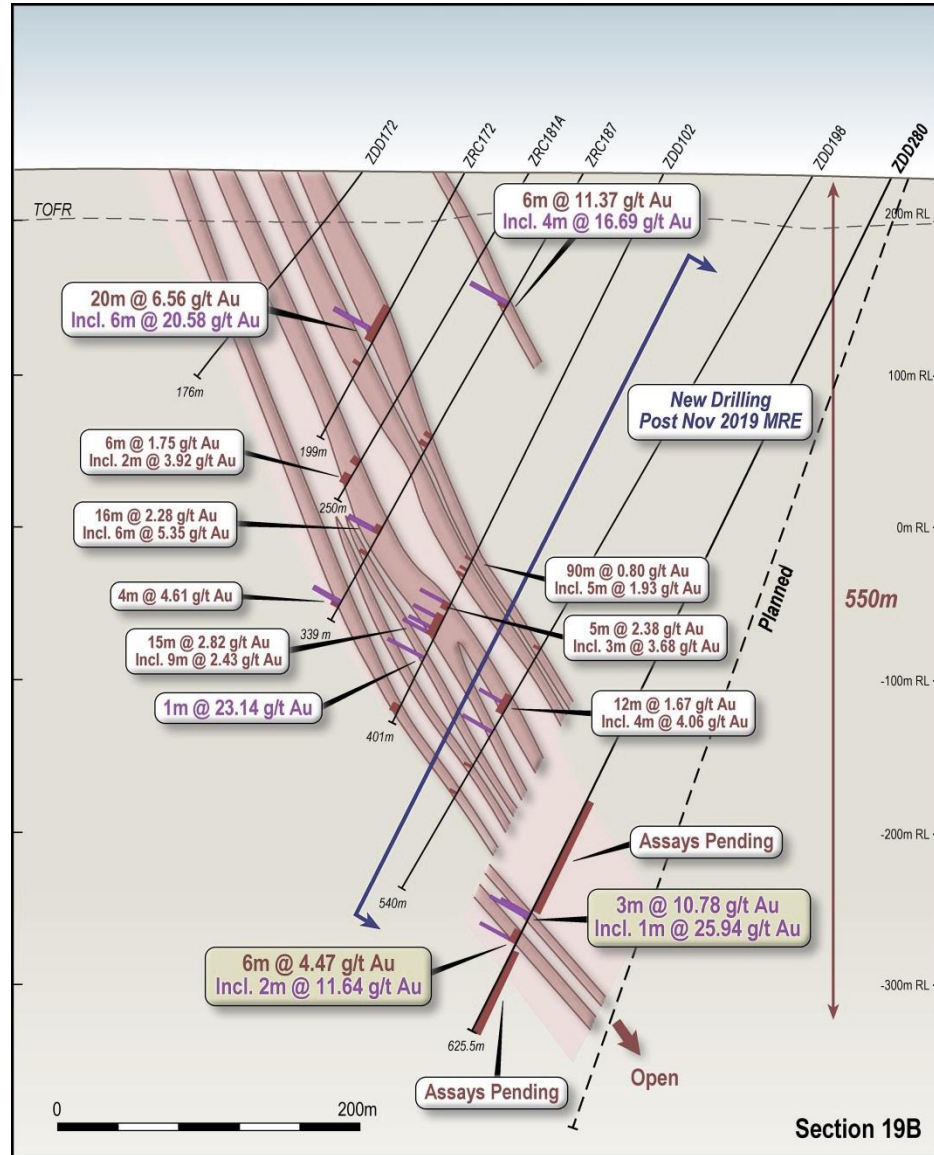 ZDD172
ZRC172
ZRC181A
ZRC187
ZDD102
ZDD198
ZDD280
TOFR
200m RL
6m @ 11.37 g/t Au
Incl. 4m @ 16.69 g/t Au
20m @ 6.56 g/t Au
Incl. 6m @ 20.58 g/t Au
176m
100m RL
New Drilling
Post Nov 2019 MRE
199m
6m @ 1.75 g/t Au
Incl. 2m @ 3.92 g/t Au
250m
16m @ 2.28 g/t Au
Incl. 6m @ 5.35 g/t Au
0m RL
90m @ 0.80 g/t Au
Incl. 5m @ 1.93 g/t Au
Planned
550m
4m @ 4.61 g/t Au
339 m
5m @ 2.38 g/t Au
Incl. 3m @ 3.68 g/t Au
15m @ 2.82 g/t Au
Incl. 9m @ 2.43 g/t Au
-100m RL
1m @ 23.14 g/t Au
12m @ 1.67 g/t Au
Incl. 4m @ 4.06 g/t Au
401m
-200m RL
Assays Pending
540m
3m @ 10.78 g/t Au
Incl. 1m @ 25.94 g/t Au
6m @ 4.47 g/t Au
Incl. 2m @ 11.64 g/t Au
-300m RL
625.5m
Open
Assays Pending
0
200m
Section 19B